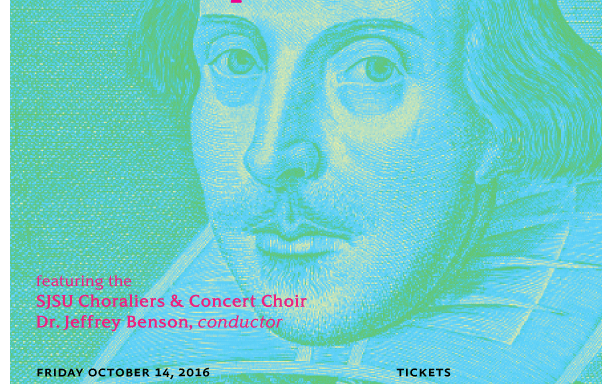 featuring the
SJSU Choraliers & Concert Choir
Dr. Jeffrey Benson, conductor
FRIDAY OCTOBER 14, 2016
TICKETS